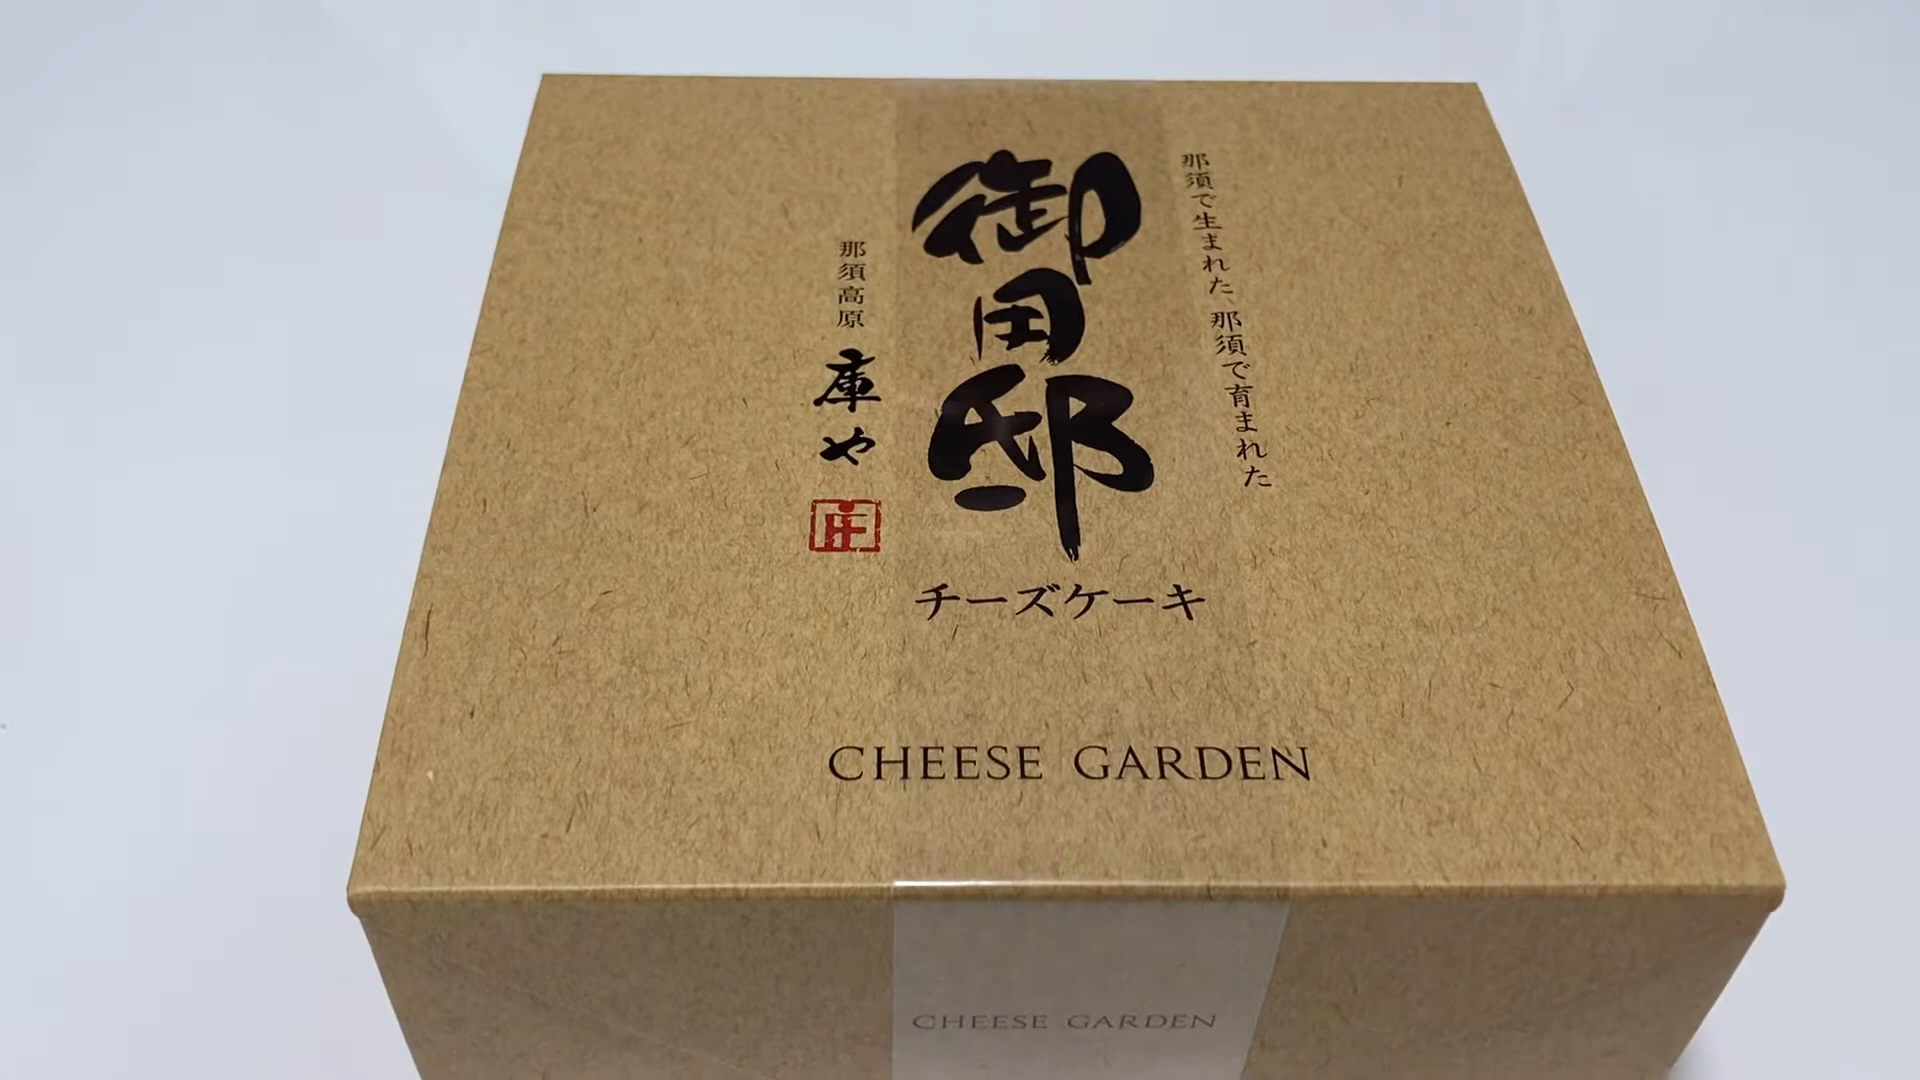 那須で生まれた、那須で育まれた
御用邸
那須高原
庫や
チーズケーキ
CHEESE GARDEN
CHEESE GARDEN